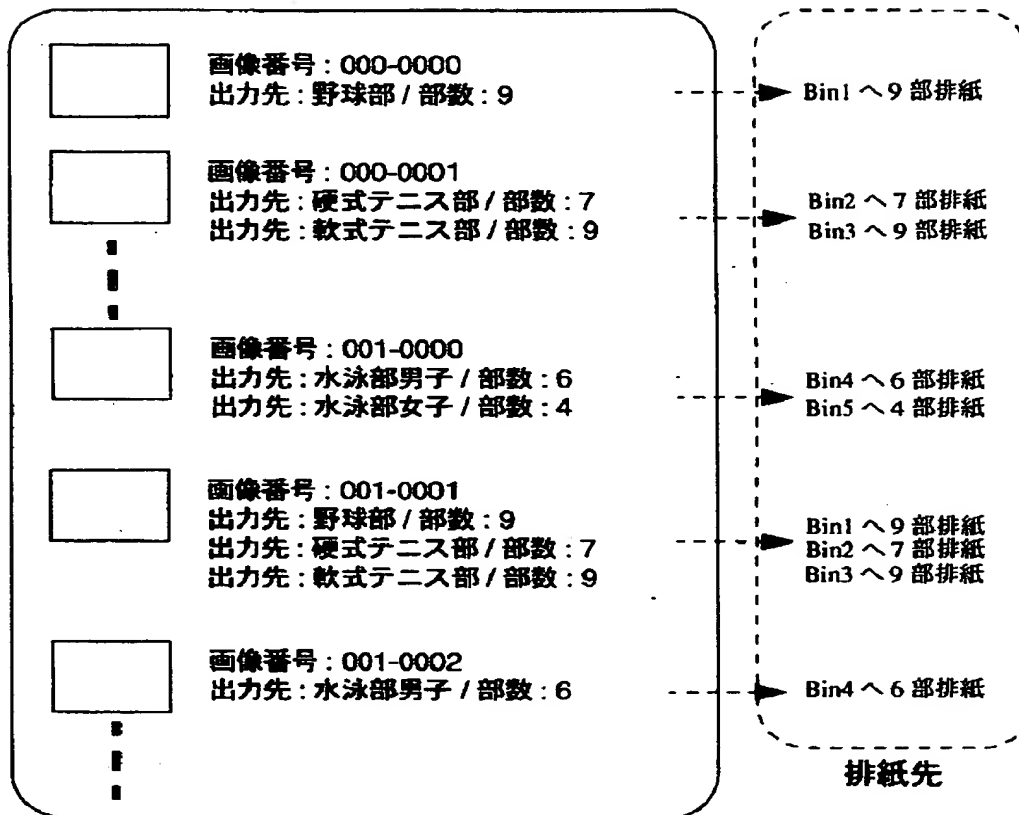 画像番号 : 000-0000
出力先 : 野球部 / 部数 : 9
Bin1 へ 9 部排紙
画像番号 : 000-0001
出力先 : 硬式テニス部 / 部数 : 7
出力先 : 軟式テニス部 / 部数 : 9
Bin2 へ 7 部排紙
Bin3 へ 9 部排紙
画像番号 : 001-0000
出力先 : 水泳部男子 / 部数 : 6
出力先 : 水泳部女子 / 部数 : 4
Bin4 へ 6 部排紙
Bin5 へ 4 部排紙
画像番号 : 001-0001
出力先 : 野球部 / 部数 : 9
出力先 : 硬式テニス部 / 部数 : 7
出力先 : 軟式テニス部 / 部数 : 9
Bin1 へ 9 部排紙
Bin2 へ 7 部排紙
Bin3 へ 9 部排紙
画像番号 : 001-0002
出力先 : 水泳部男子 / 部数 : 6
Bin4 へ 6 部排紙
排紙先